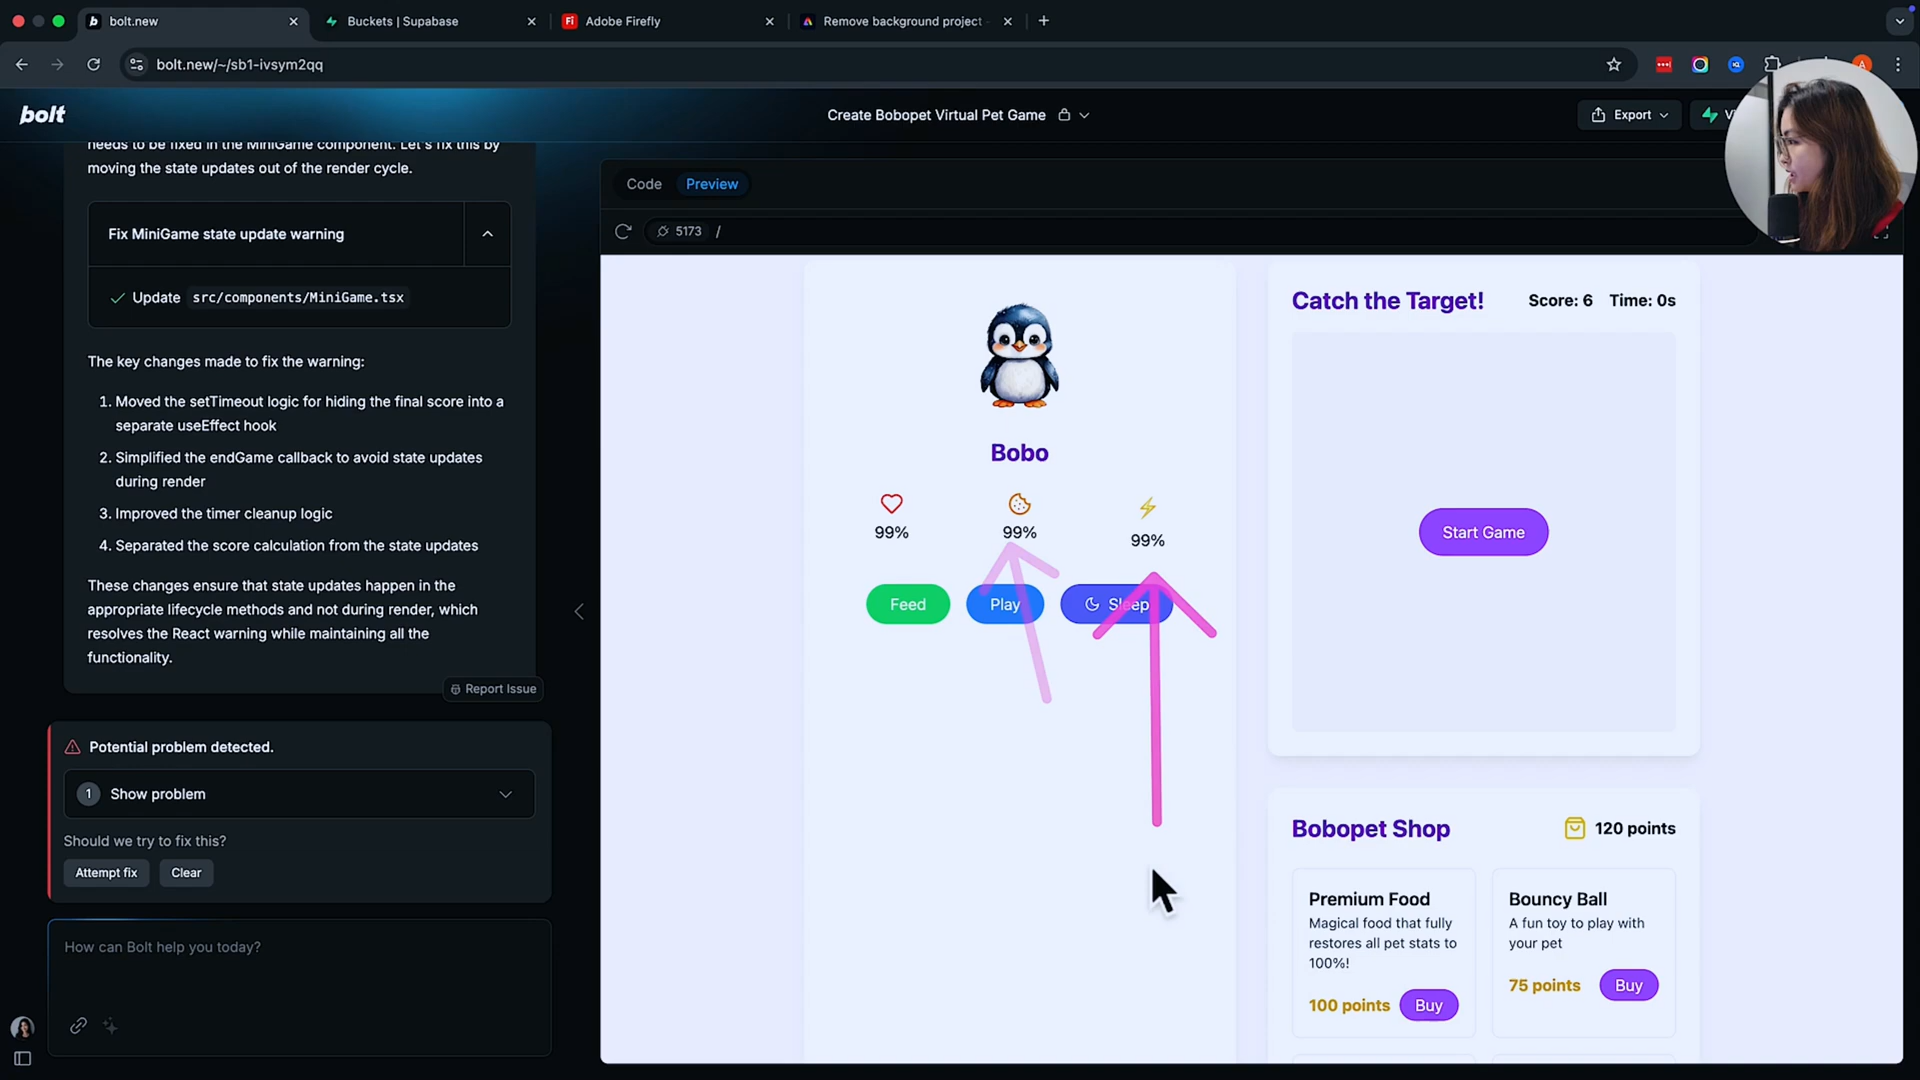 bolt.new
Buckets | Supabase
Adobe Firefly
Remove background project
bolt.new/~/sb1-ivsym2qq
bolt
Create Bobopet Virtual Pet Game
Export
needs to be fixed in the MiniGame component. Let's fix this by
moving the state updates out of the render cycle.
Fix MiniGame state update warning
Update src/components/MiniGame.tsx
The key changes made to fix the warning:
1. Moved the setTimeout logic for hiding the final score into a
separate useEffect hook
2. Simplified the endGame callback to avoid state updates
during render
3. Improved the timer cleanup logic
4. Separated the score calculation from the state updates
These changes ensure that state updates happen in the
appropriate lifecycle methods and not during render, which
resolves the React warning while maintaining all the
functionality.
Report Issue
Potential problem detected.
1 Show problem
Should we try to fix this?
Attempt fix Clear
How can Bolt help you today?
Code Preview
5173 /
Bobo
99% 99% 99%
Feed Play Sleep
Catch the Target! Score: 6 Time: 0s
Start Game
Bobopet Shop 120 points
Premium Food
Magical food that fully
restores all pet stats to
100%!
100 points Buy
Bouncy Ball
A fun toy to play with
your pet
75 points Buy